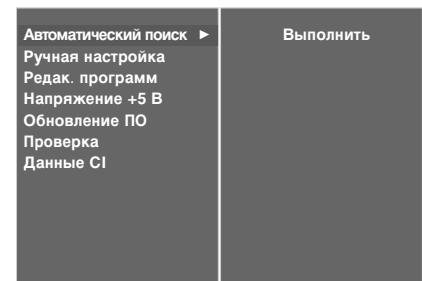 Автоматический поиск ►
Выполнить
Ручная настройка
Редак. программ
Напряжение +5 В
Обновление ПО
Проверка
Данные CI